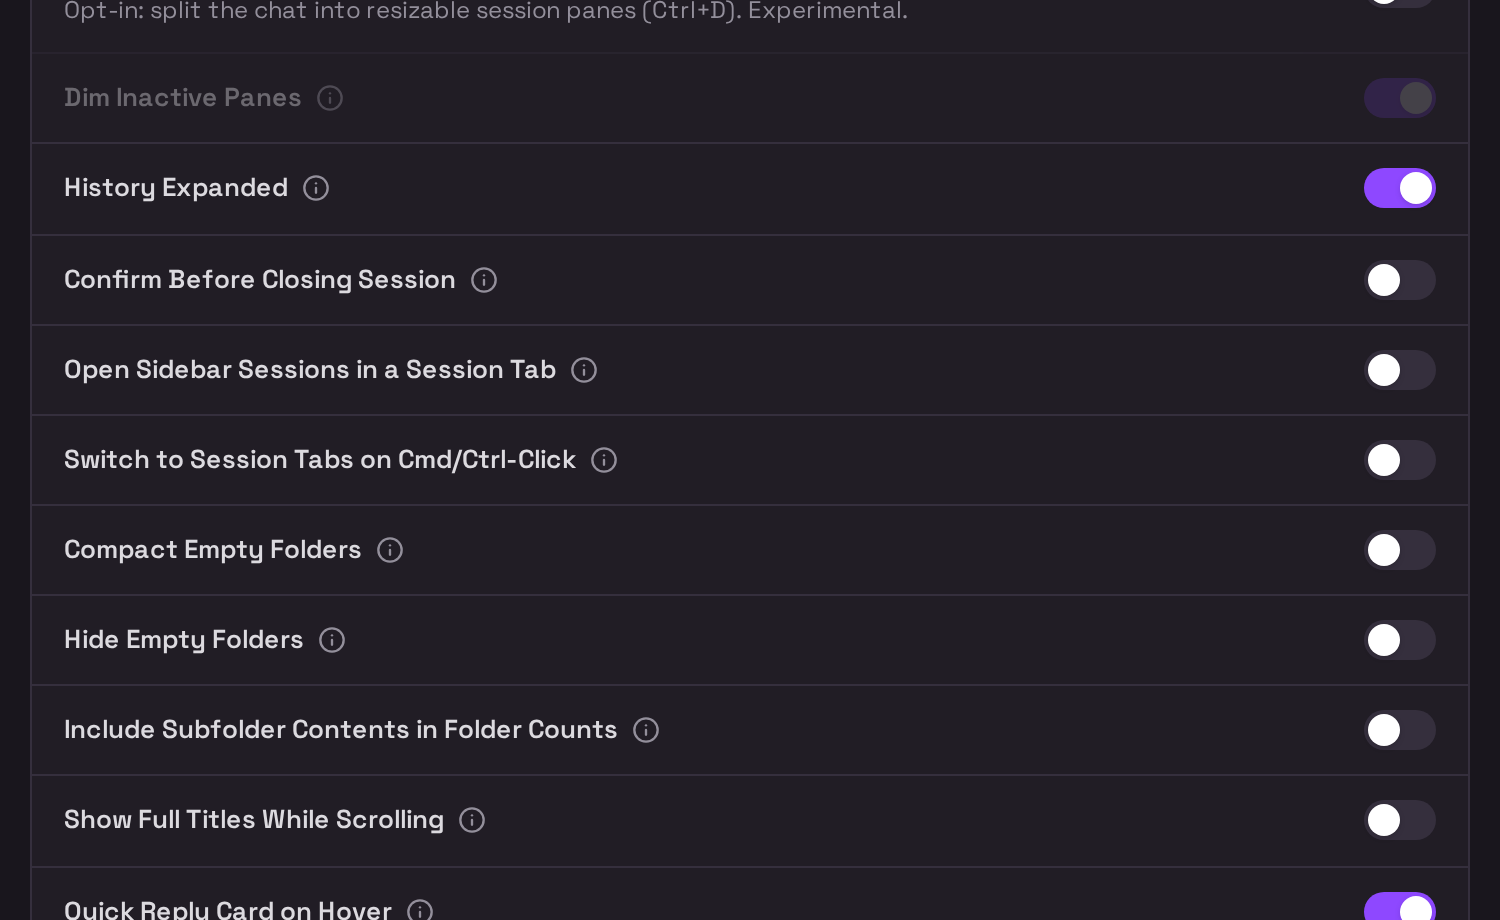 Opt-in: split the chat into resizable session panes (Ctrl+D). Experimental.
Dim Inactive Panes
History Expanded
Confirm Before Closing Session
Open Sidebar Sessions in a Session Tab
Switch to Session Tabs on Cmd/Ctrl-Click
Compact Empty Folders
Hide Empty Folders
Include Subfolder Contents in Folder Counts
Show Full Titles While Scrolling
Quick Reply Card on Hover